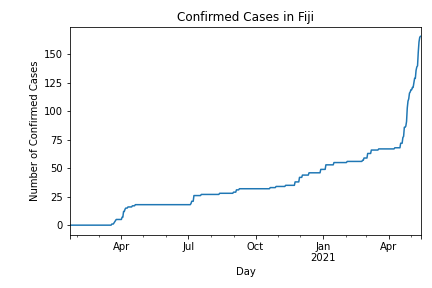 Confirmed Cases in Fiji
Number of Confirmed Cases
150
125
100
75
50
25
0
Apr
Jul
Oct
Jan
2021
Apr
Day